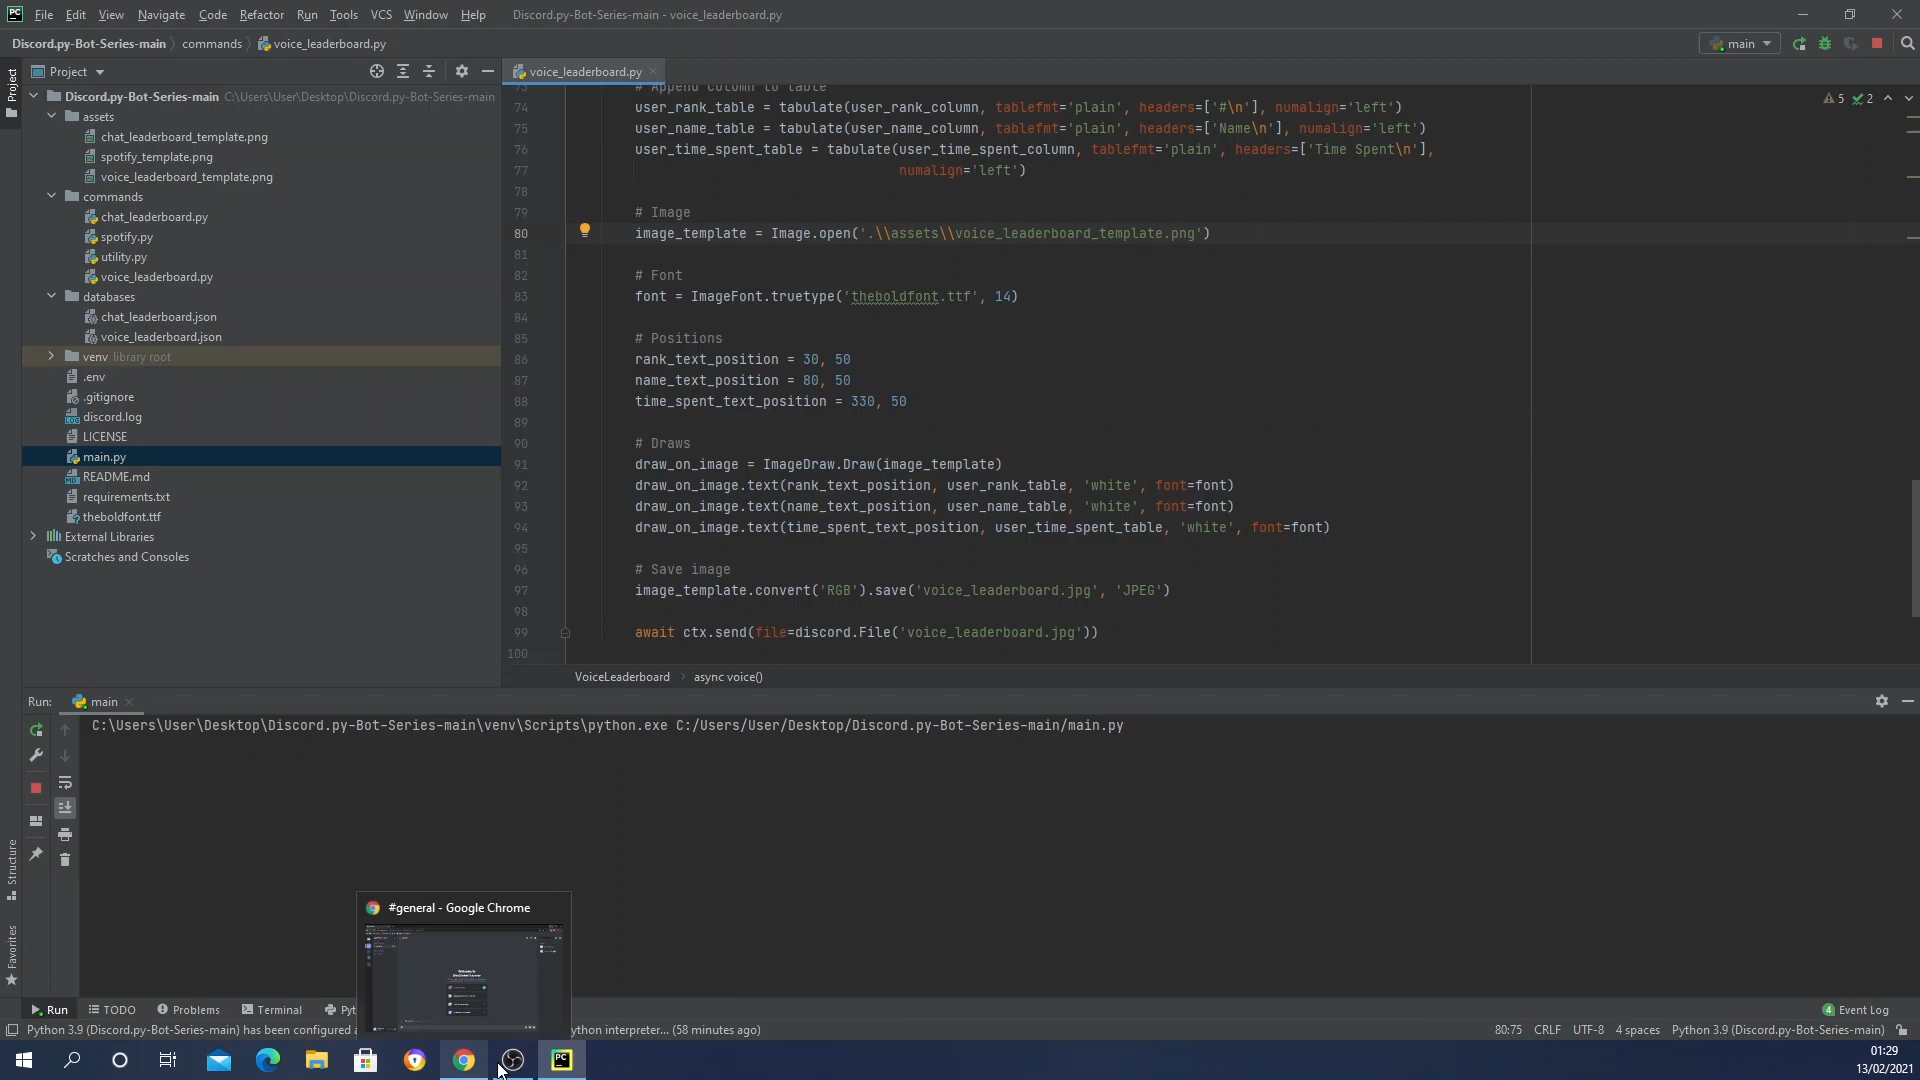 PC File Edit View Navigate Code Refactor Run Tools VCS Window Help Discord.py-Bot-Series-main - voice_leaderboard.py
Discord.py-Bot-Series-main commands voice_leaderboard.py main
Project
Project
voice_leaderboard.py
Discord.py-Bot-Series-main C:\Users\User\Desktop\Discord.py-Bot-Series-main
assets
chat_leaderboard_template.png
spotify_template.png
voice_leaderboard_template.png
commands
chat_leaderboard.py
spotify.py
utility.py
voice_leaderboard.py
databases
chat_leaderboard.json
voice_leaderboard.json
venv library root
.env
.gitignore
discord.log
LICENSE
main.py
README.md
requirements.txt
theboldfont.ttf
External Libraries
Scratches and Consoles
5 2
73 # Append column to table
74 user_rank_table = tabulate(user_rank_column, tablefmt='plain', headers=['#\n'], numalign='left')
75 user_name_table = tabulate(user_name_column, tablefmt='plain', headers=['Name\n'], numalign='left')
76 user_time_spent_table = tabulate(user_time_spent_column, tablefmt='plain', headers=['Time Spent\n'],
77 numalign='left')
78
79 # Image
80 image_template = Image.open('.\\assets\\voice_leaderboard_template.png')
81
82 # Font
83 font = ImageFont.truetype('theboldfont.ttf', 14)
84
85 # Positions
86 rank_text_position = 30, 50
87 name_text_position = 80, 50
88 time_spent_text_position = 330, 50
89
90 # Draws
91 draw_on_image = ImageDraw.Draw(image_template)
92 draw_on_image.text(rank_text_position, user_rank_table, 'white', font=font)
93 draw_on_image.text(name_text_position, user_name_table, 'white', font=font)
94 draw_on_image.text(time_spent_text_position, user_time_spent_table, 'white', font=font)
95
96 # Save image
97 image_template.convert('RGB').save('voice_leaderboard.jpg', 'JPEG')
98
99 await ctx.send(file=discord.File('voice_leaderboard.jpg'))
100
VoiceLeaderboard async voice()
Run: main
C:\Users\User\Desktop\Discord.py-Bot-Series-main\venv\Scripts\python.exe C:/Users/User/Desktop/Discord.py-Bot-Series-main/main.py
Structure
Favorites
#general - Google Chrome
Run TODO Problems Terminal Pyt 4 Event Log
Python 3.9 (Discord.py-Bot-Series-main) has been configured a ython interpreter... (58 minutes ago) 80:75 CRLF UTF-8 4 spaces Python 3.9 (Discord.py-Bot-Series-main)
PC
01:29
13/02/2021